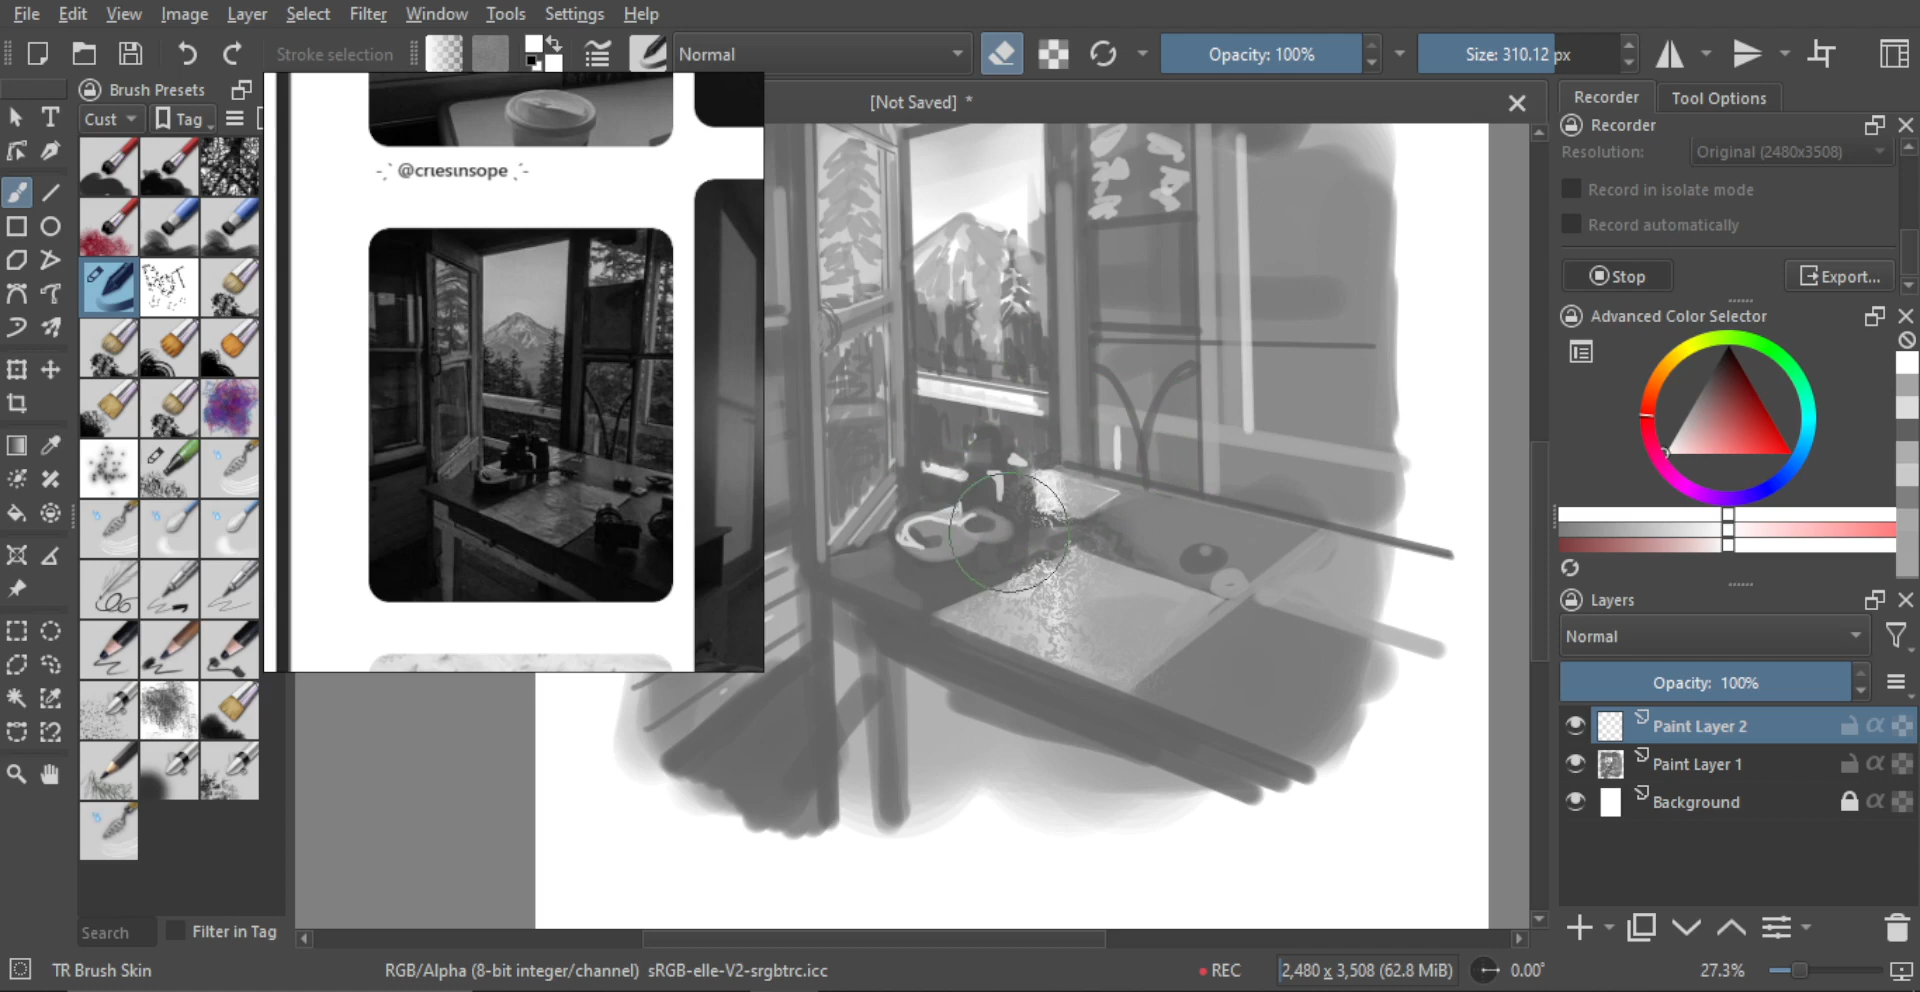 File Edit View Image Layer Select Filter Window Tools Settings Help
Stroke selection Normal Opacity: 100% Size: 310.12 px
Brush Presets
Cust Tag
[Not Saved] *
@criesinsope
Recorder Tool Options
Recorder
Resolution: Original (2480x3508)
Record in isolate mode
Record automatically
Stop Export...
Advanced Color Selector
Layers
Normal
Opacity: 100%
Paint Layer 2
Paint Layer 1
Background
Search Filter in Tag
TR Brush Skin RGB/Alpha (8-bit integer/channel) sRGB-elle-V2-srgbtrc.icc REC 2,480 x 3,508 (62.8 MiB) 0.00° 27.3%